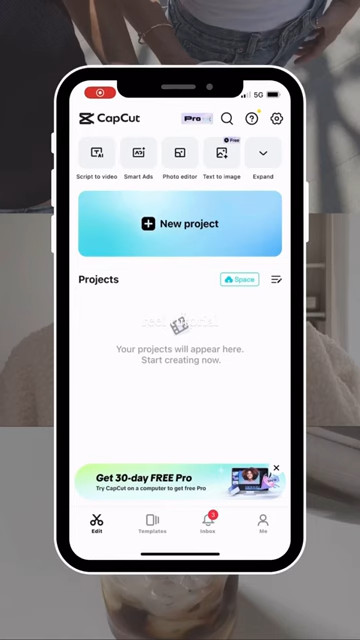 5G
CapCut
Pro
Free
Script to video
Smart Ads
Photo editor
Text to image
Expand
New project
Projects
Space
Your projects will appear here.
Start creating now.
Get 30-day FREE Pro
Try CapCut on a computer to get free Pro
3
Edit
Templates
Inbox
Me